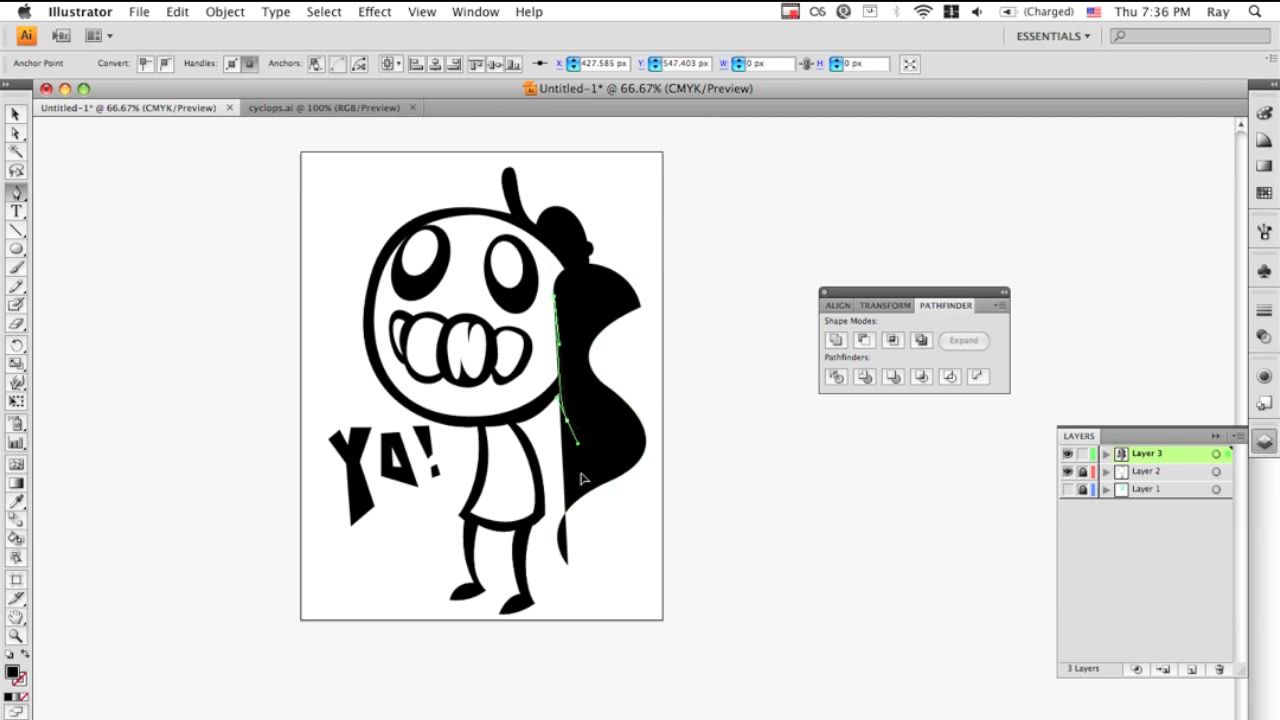 Illustrator File Edit Object Type Select Effect View Window Help (Charged) Thu 7:36 PM Ray
Ai Br ESSENTIALS
Anchor Point Convert: Handles: Anchors: X: 427.585 px Y: 547.403 px W: 0 px H: 0 px
Untitled-1* @ 66.67% (CMYK/Preview)
Untitled-1* @ 66.67% (CMYK/Preview) cyclops.ai @ 100% (RGB/Preview)
ALIGN TRANSFORM PATHFINDER
Shape Modes:
Expand
Pathfinders:
YO!
LAYERS
Layer 3
Layer 2
Layer 1
3 Layers